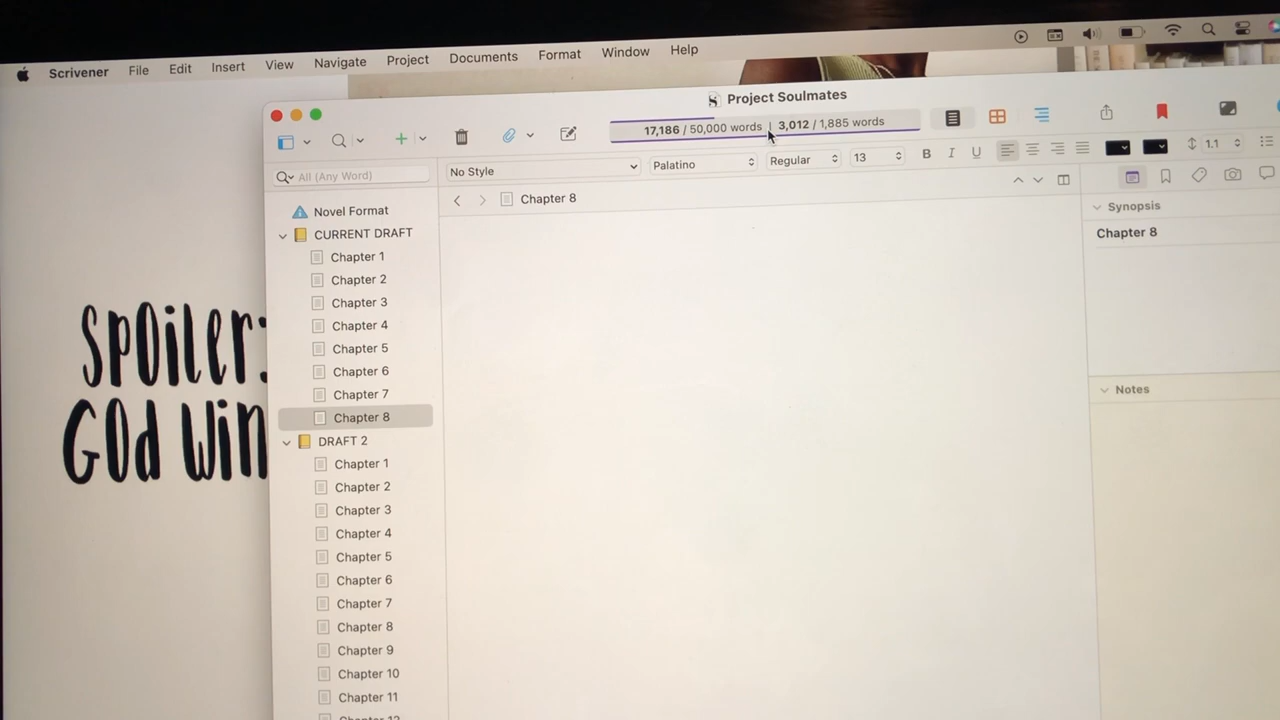 Scrivener File Edit Insert View Navigate Project Documents Format Window Help
Project Soulmates
17,186 / 50,000 words | 3,012 / 1,885 words
All (Any Word)
No Style Palatino Regular 13 B I U 1.1
Chapter 8
Novel Format
CURRENT DRAFT
Chapter 1
Chapter 2
Chapter 3
Chapter 4
Chapter 5
Chapter 6
Chapter 7
Chapter 8
DRAFT 2
Chapter 1
Chapter 2
Chapter 3
Chapter 4
Chapter 5
Chapter 6
Chapter 7
Chapter 8
Chapter 9
Chapter 10
Chapter 11
Chapter 12
Synopsis
Chapter 8
Notes
SPOiler:
GOd Win